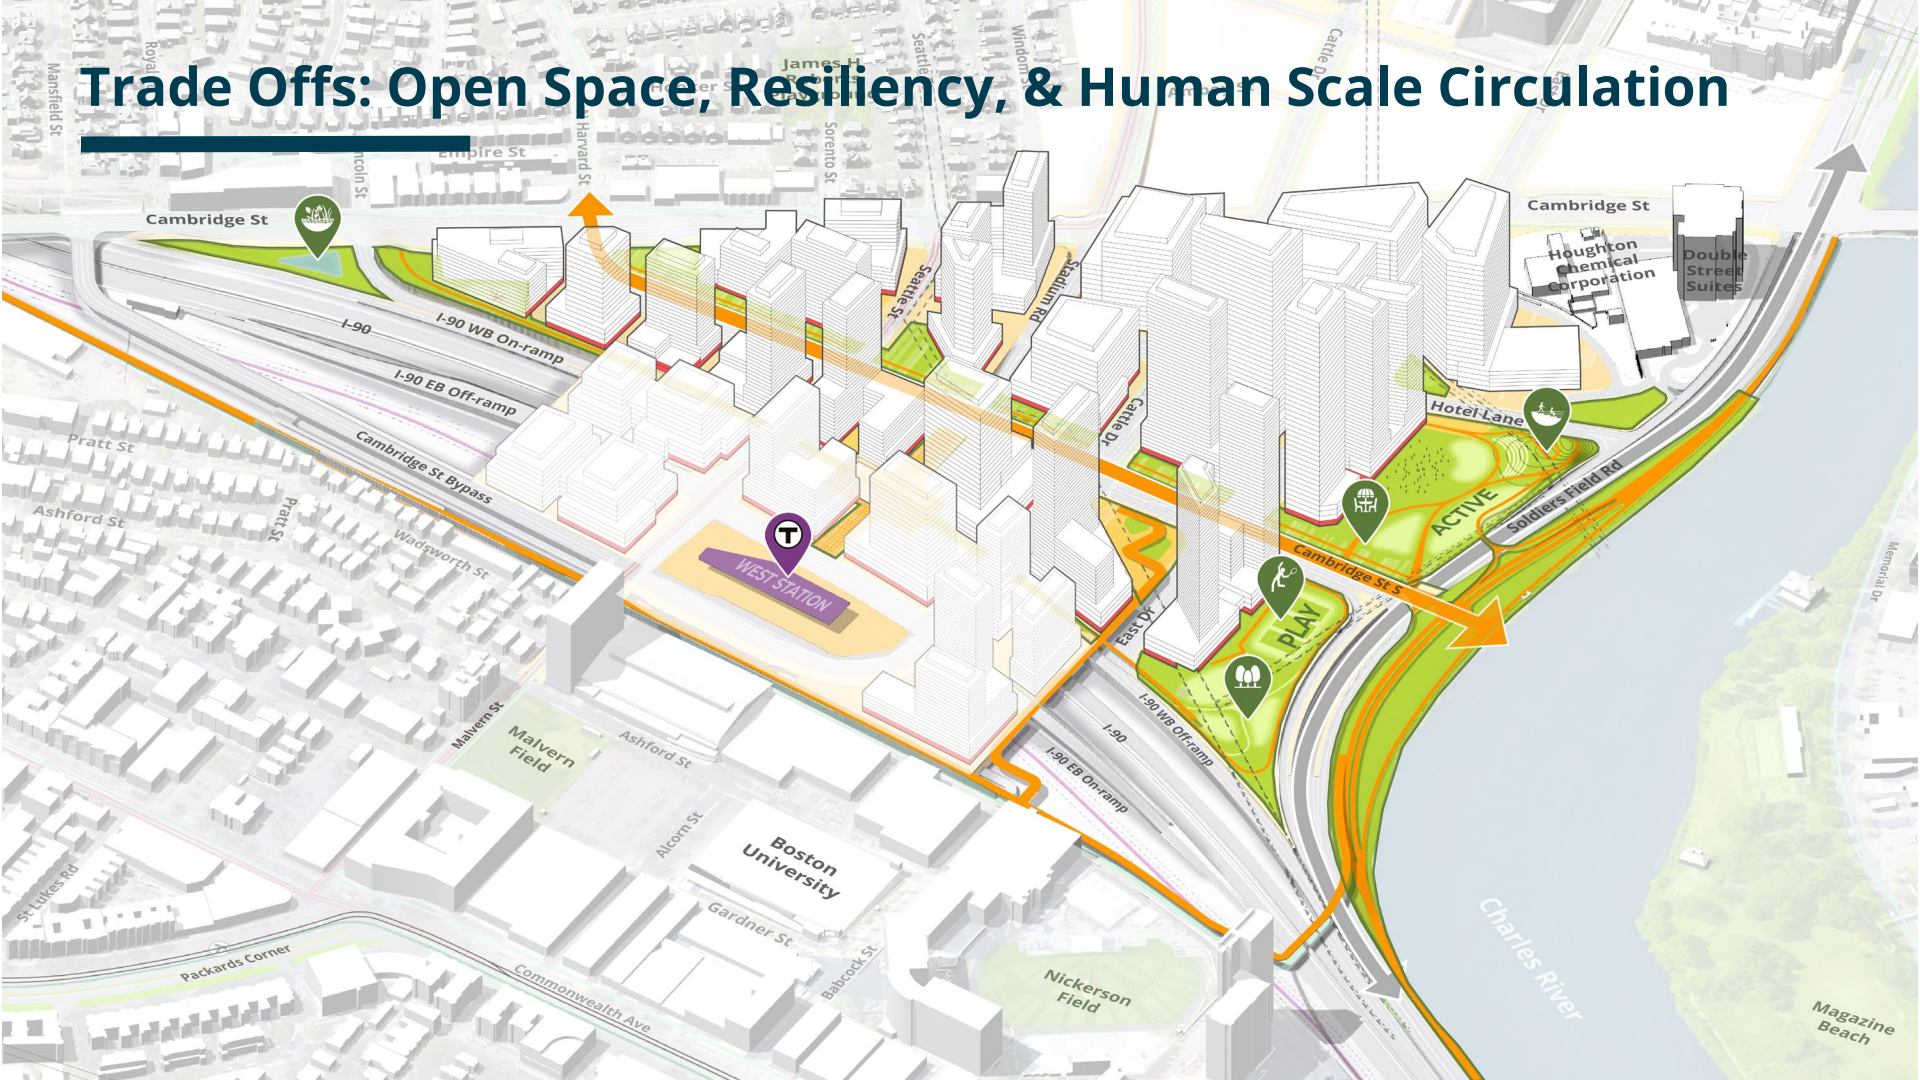 Trade Offs: Open Space, Resiliency, & Human Scale Circulation
Mansfield St
Harvard St
Sorento St
Empire St
James H
Cattle Dr
Cambridge St
Cambridge St
Houghton
Chemical
Corporation
Double
Street
Suites
Seattle St
Stadium Rd
I-90
I-90 WB On-ramp
I-90 EB Off-ramp
Cambridge St Bypass
Cattle Dr
Hotel Lane
ACTIVE
Soldiers Field Rd
Cambridge St S
PLAY
East Dr
T
WEST STATION
Pratt St
Ashford St
Pratt St
Wadsworth St
Memorial Dr
I-90 WB Off-ramp
I-90
I-90 EB On-ramp
Malvern St
Malvern
Field
Ashford St
Alcorn St
Boston
University
St Lukes Rd
Gardner St
Babcock St
Packards Corner
Commonwealth Ave
Nickerson
Field
Charles River
Magazine
Beach